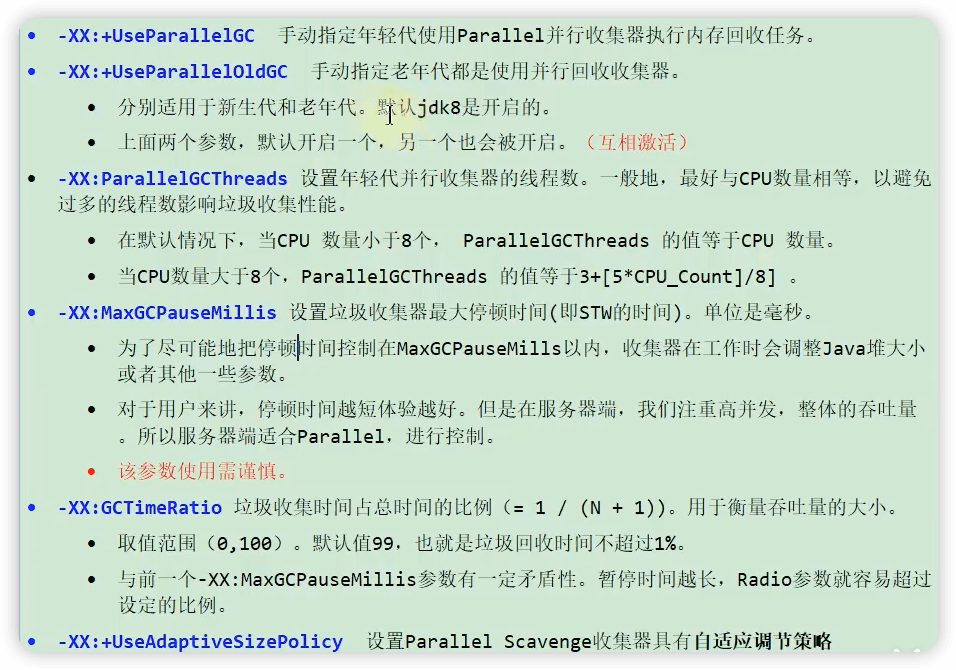 -XX:+UseParallelGC 手动指定年轻代使用Parallel并行收集器执行内存回收任务。
-XX:+UseParallelOldGC 手动指定老年代都是使用并行回收收集器。
分别适用于新生代和老年代。默认jdk8是开启的。
上面两个参数，默认开启一个，另一个也会被开启。（互相激活）
-XX:ParallelGCThreads 设置年轻代并行收集器的线程数。一般地，最好与CPU数量相等，以避免
过多的线程数影响垃圾收集性能。
在默认情况下，当CPU 数量小于8个， ParallelGCThreads 的值等于CPU 数量。
当CPU数量大于8个，ParallelGCThreads 的值等于3+[5*CPU_Count]/8] 。
-XX:MaxGCPauseMillis 设置垃圾收集器最大停顿时间(即STW的时间)。单位是毫秒。
为了尽可能地把停顿时间控制在MaxGCPauseMills以内，收集器在工作时会调整Java堆大小
或者其他一些参数。
对于用户来讲，停顿时间越短体验越好。但是在服务器端，我们注重高并发，整体的吞吐量
。所以服务器端适合Parallel，进行控制。
该参数使用需谨慎。
-XX:GCTimeRatio 垃圾收集时间占总时间的比例（= 1 / (N + 1)）。用于衡量吞吐量的大小。
取值范围（0,100）。默认值99，也就是垃圾回收时间不超过1%。
与前一个-XX:MaxGCPauseMillis参数有一定矛盾性。暂停时间越长，Radio参数就容易超过
设定的比例。
-XX:+UseAdaptiveSizePolicy 设置Parallel Scavenge收集器具有自适应调节策略